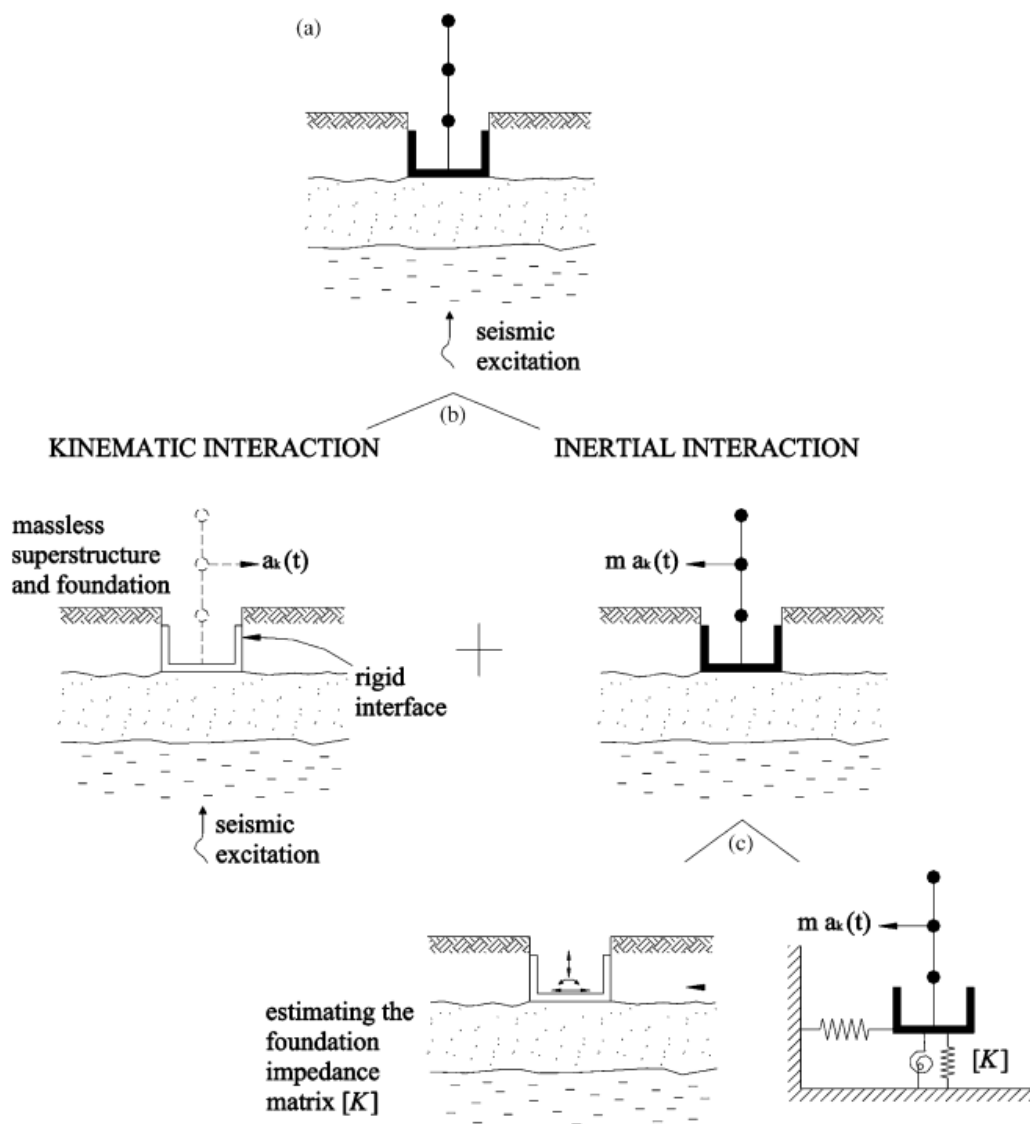 (a)
seismic
excitation
(b)
KINEMATIC INTERACTION
INERTIAL INTERACTION
massless
superstructure
and foundation
aₖ(t)
m aₖ(t)
rigid
interface
seismic
excitation
(c)
m aₖ(t)
estimating the
foundation
impedance
matrix [K]
[K]